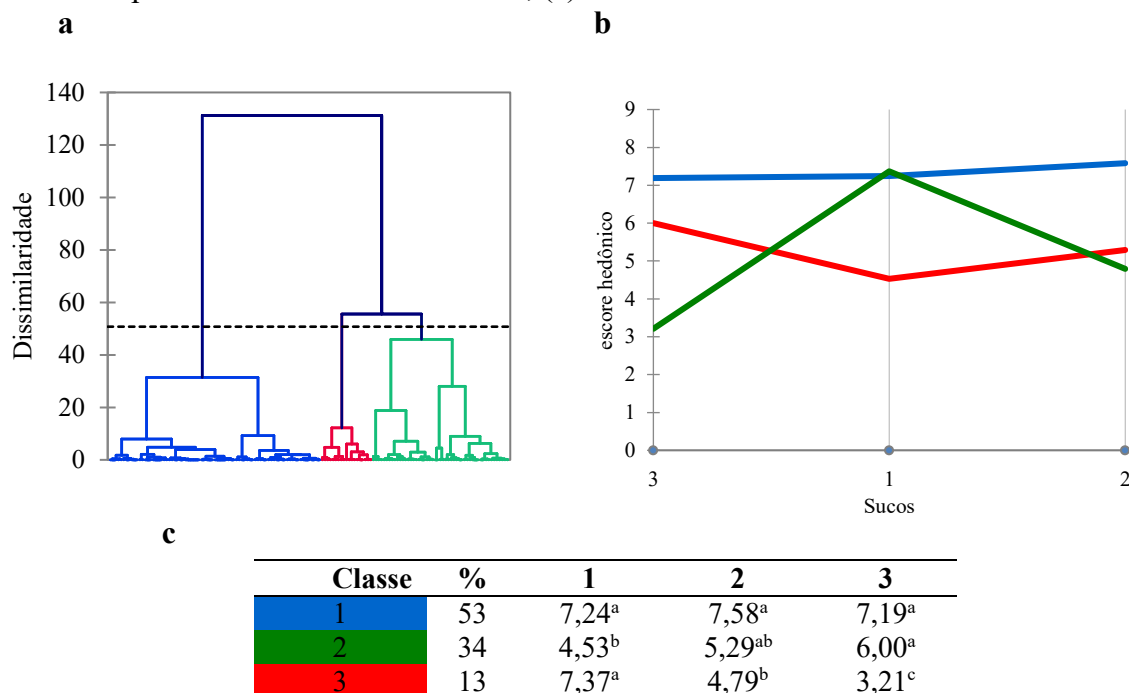 a
b
140
120
100
80
60
40
20
0
Dissimilaridade
9
8
7
6
5
4
3
2
1
0
escore hedônico
3 1 2
Sucos
c
Classe % 1 2 3
1 53 7,24ᵃ 7,58ᵃ 7,19ᵃ
2 34 4,53ᵇ 5,29ᵃᵇ 6,00ᵃ
3 13 7,37ᵃ 4,79ᵇ 3,21ᶜ